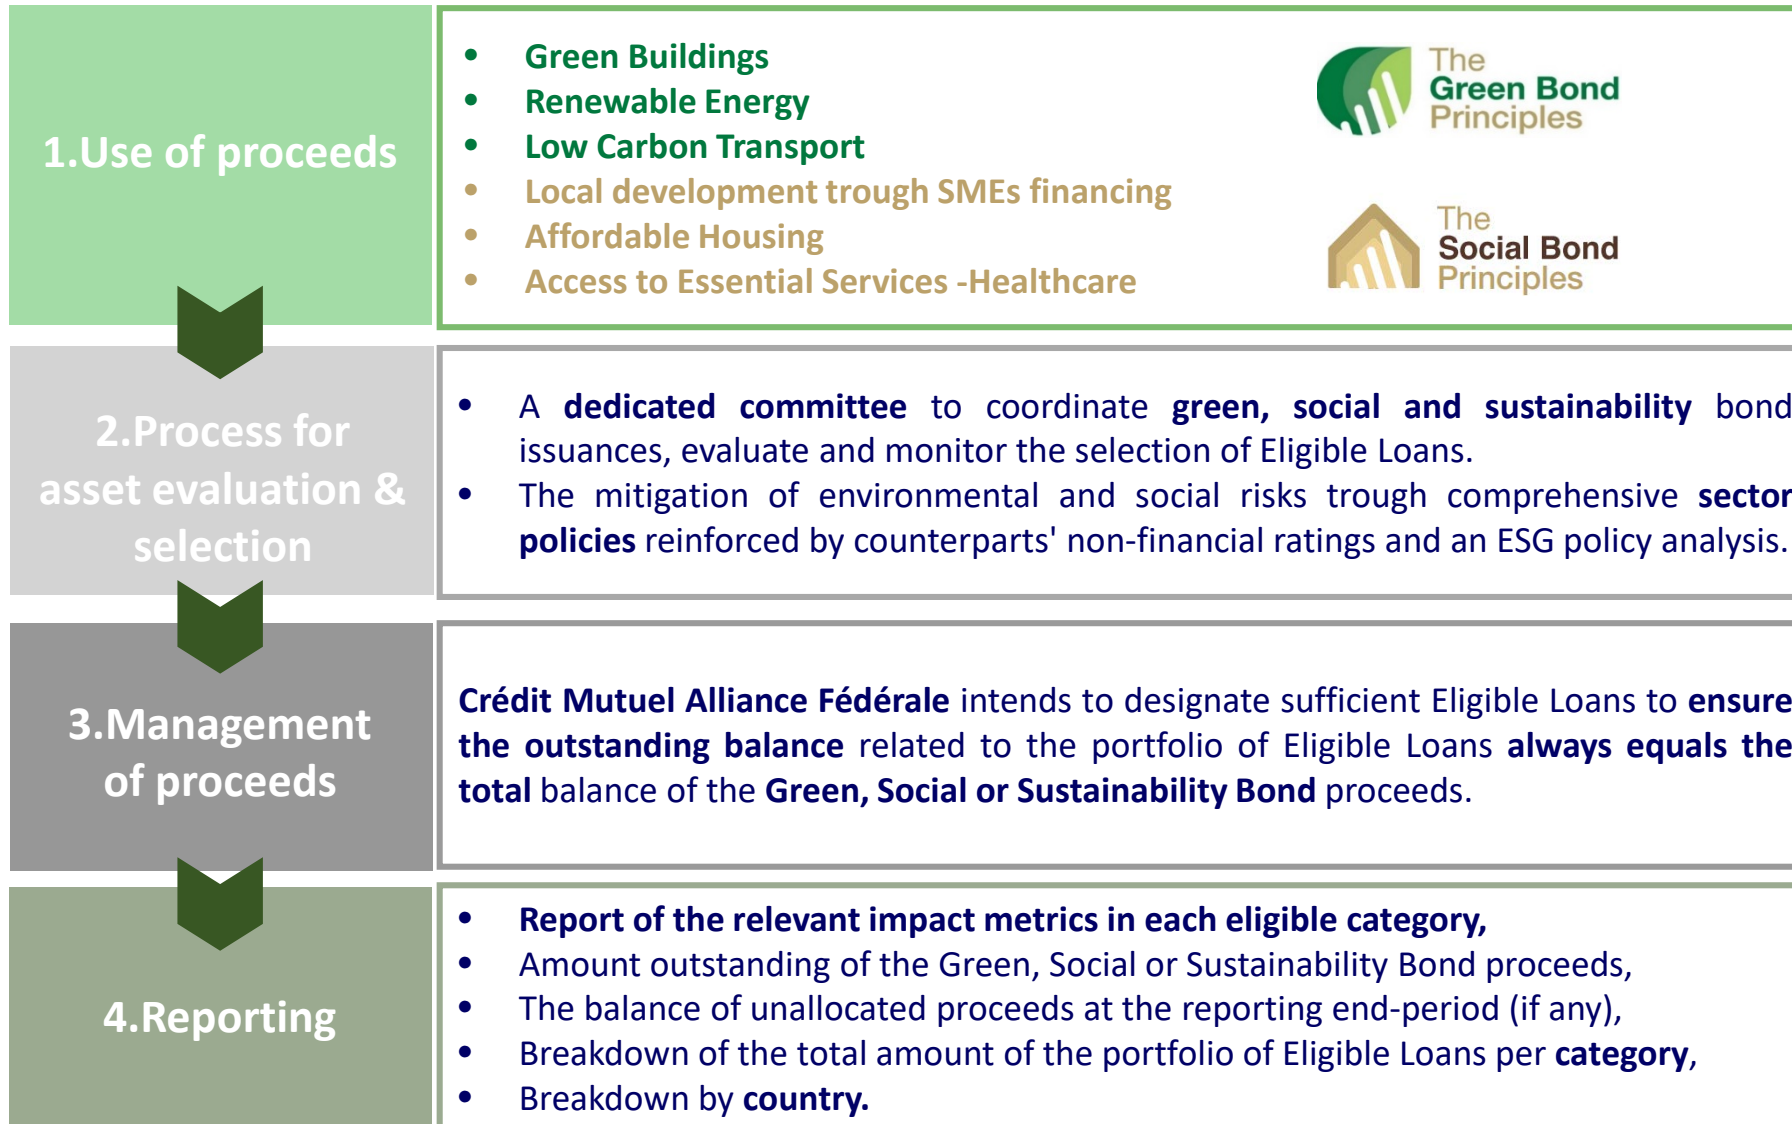 1.Use of proceeds
• Green Buildings
• Renewable Energy
• Low Carbon Transport
• Local development trough SMEs financing
• Affordable Housing
• Access to Essential Services -Healthcare
The
Green Bond
Principles
The
Social Bond
Principles
2.Process for
asset evaluation &
selection
• A dedicated committee to coordinate green, social and sustainability bond
issuances, evaluate and monitor the selection of Eligible Loans.
• The mitigation of environmental and social risks trough comprehensive sector
policies reinforced by counterparts' non-financial ratings and an ESG policy analysis.
3.Management
of proceeds
Crédit Mutuel Alliance Fédérale intends to designate sufficient Eligible Loans to ensure
the outstanding balance related to the portfolio of Eligible Loans always equals the
total balance of the Green, Social or Sustainability Bond proceeds.
4.Reporting
• Report of the relevant impact metrics in each eligible category,
• Amount outstanding of the Green, Social or Sustainability Bond proceeds,
• The balance of unallocated proceeds at the reporting end-period (if any),
• Breakdown of the total amount of the portfolio of Eligible Loans per category,
• Breakdown by country.